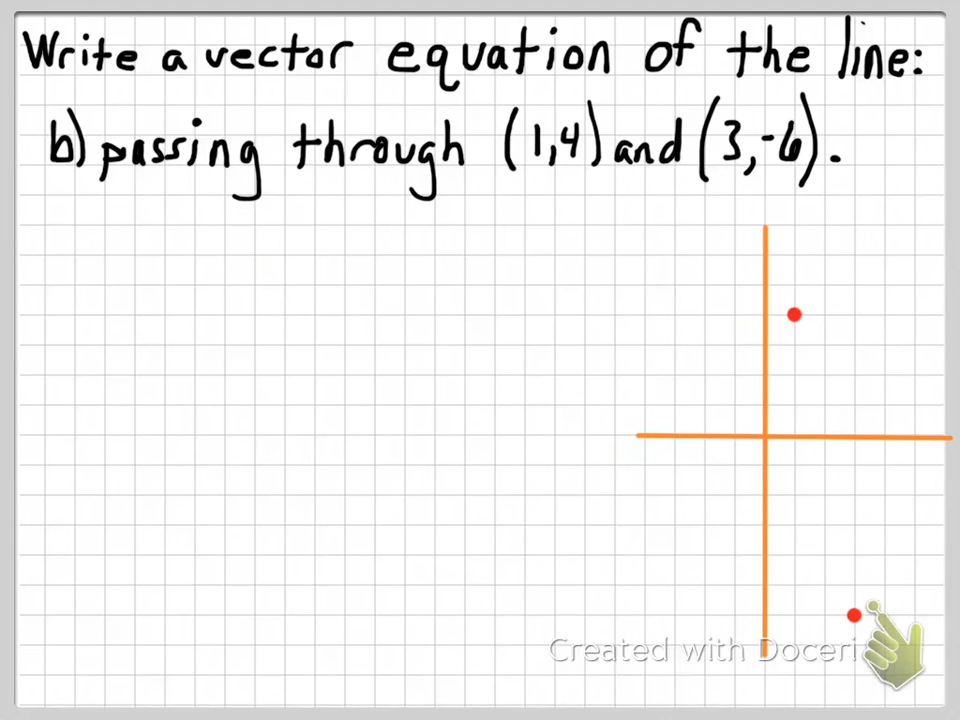 Write a vector equation of the line:
b) passing through (1,4) and (3,-6).
Created with Doceri